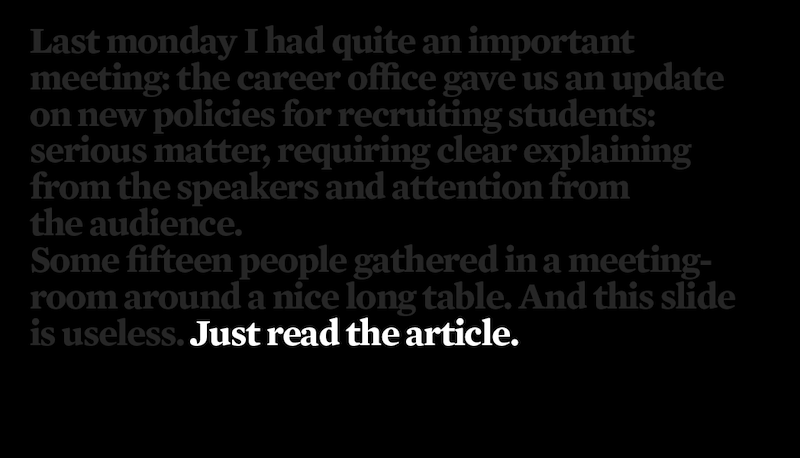 Last monday I had quite an important
meeting: the career office gave us an update
on new policies for recruiting students:
serious matter, requiring clear explaining
from the speakers and attention from
the audience.
Some fifteen people gathered in a meeting-
room around a nice long table. And this slide
is useless. Just read the article.